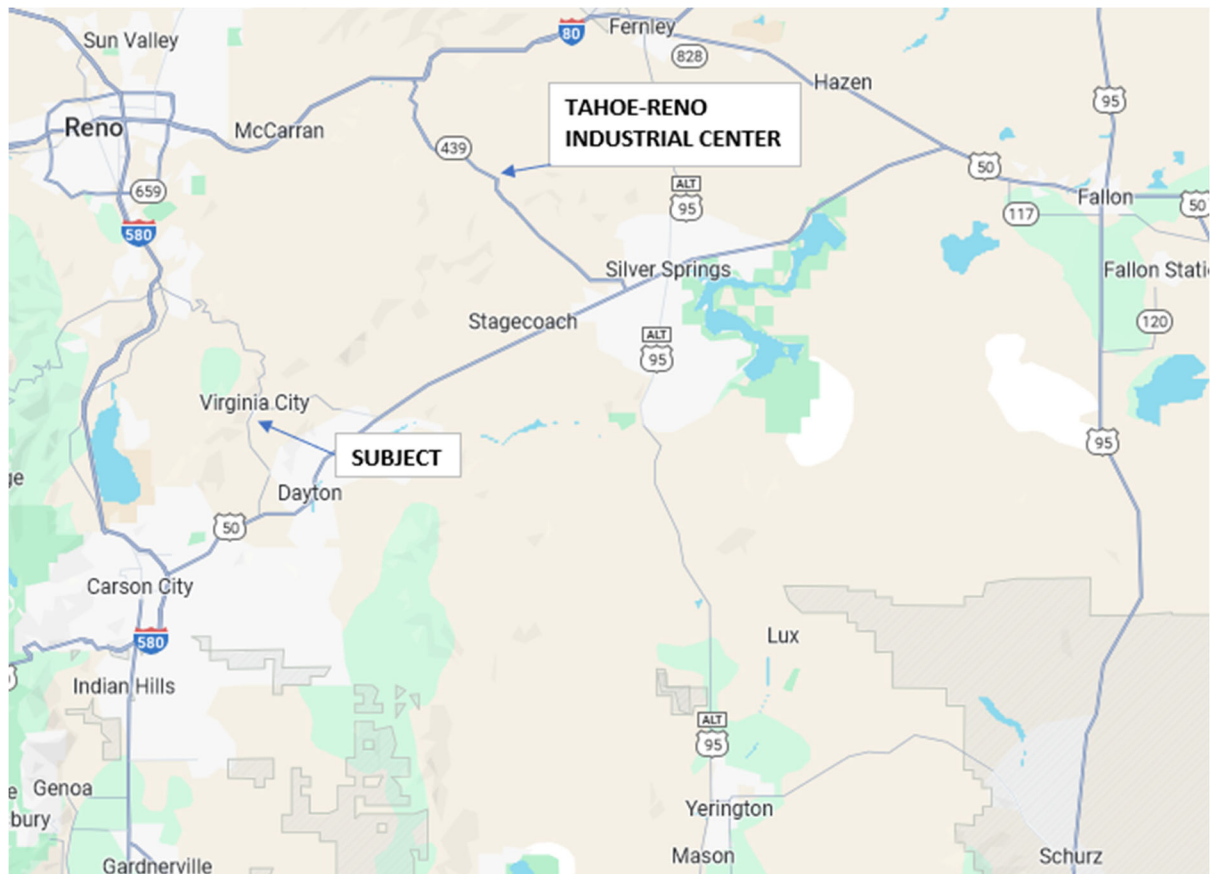 Fernley
80
Sun Valley
828
Hazen
95
TAHOE-RENO
INDUSTRIAL CENTER
Reno
McCarran
439
50
ALT
95
659
Fallon
50
117
580
Silver Springs
Fallon Stati
Stagecoach
120
ALT
95
Virginia City
95
SUBJECT
ge
Dayton
50
Carson City
Lux
580
Indian Hills
ALT
95
e
Genoa
bury
Yerington
Mason
Schurz
Gardnerville